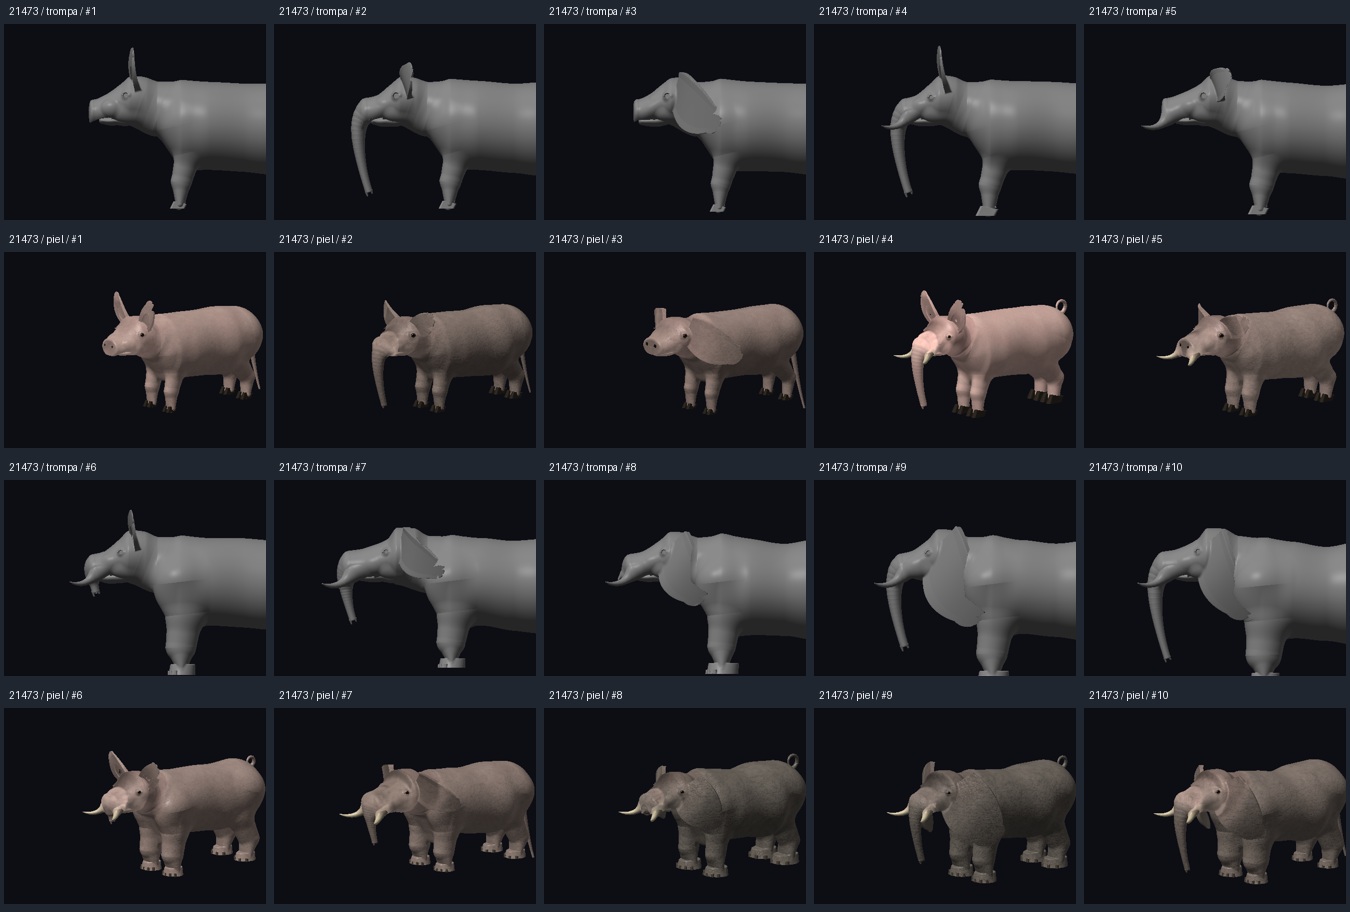 21473 / trompa / #1
21473 / trompa / #2
21473 / trompa / #3
21473 / trompa / #4
21473 / trompa / #5
21473 / piel / #1
21473 / piel / #2
21473 / piel / #3
21473 / piel / #4
21473 / piel / #5
21473 / trompa / #6
21473 / trompa / #7
21473 / trompa / #8
21473 / trompa / #9
21473 / trompa / #10
21473 / piel / #6
21473 / piel / #7
21473 / piel / #8
21473 / piel / #9
21473 / piel / #10